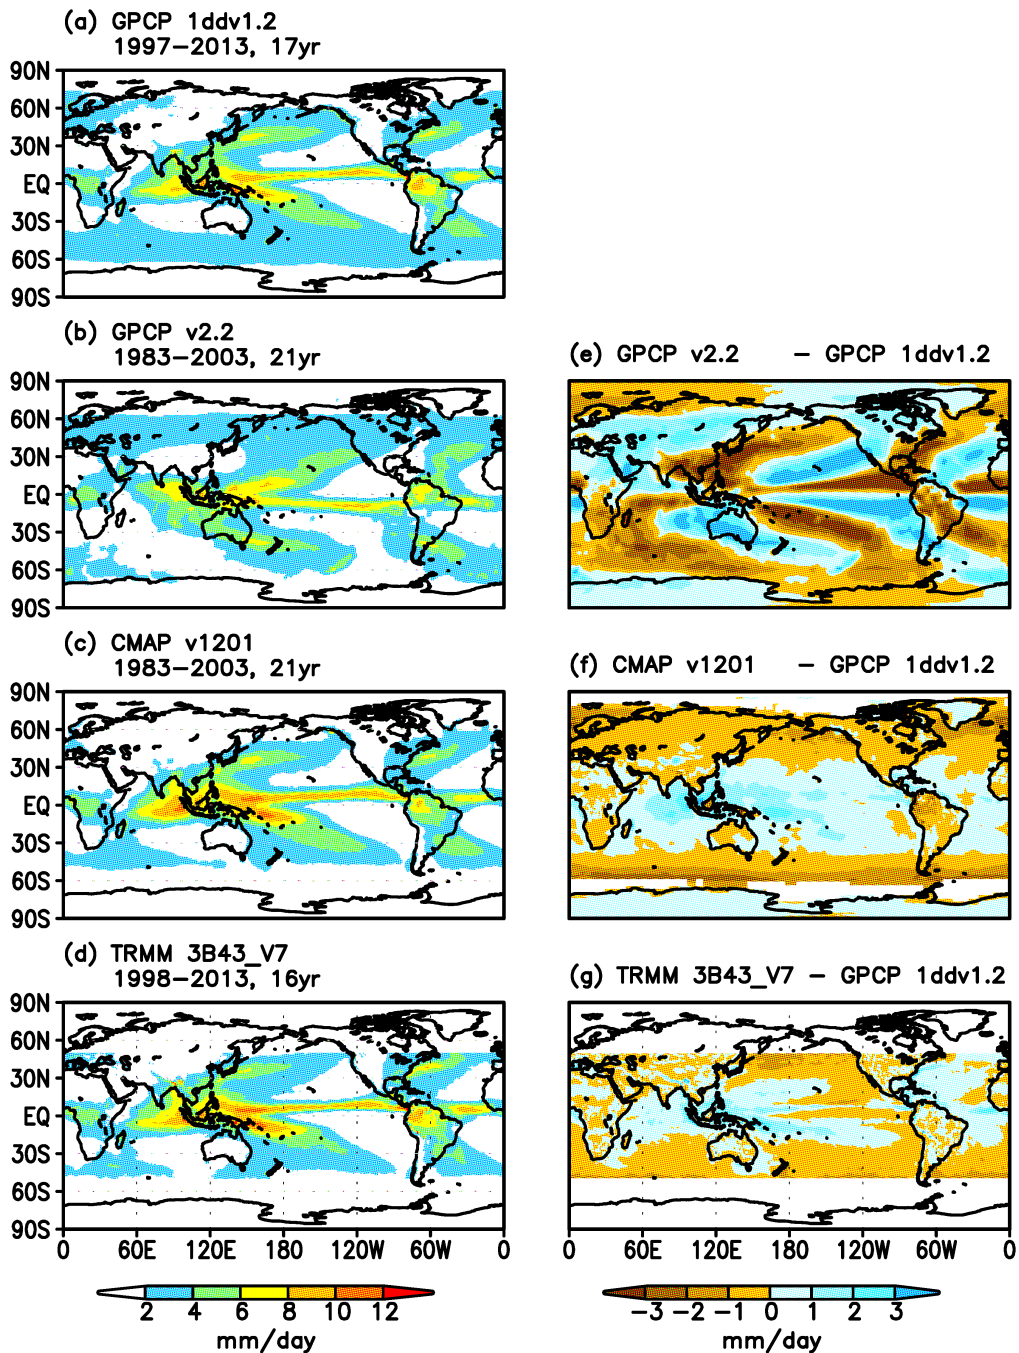 (a) GPCP 1ddv1.2
1997-2013, 17yr
90N
60N
30N
EQ
30S
60S
90S
(b) GPCP v2.2
1983-2003, 21yr
90N
60N
30N
EQ
30S
60S
90S
(e) GPCP v2.2 - GPCP 1ddv1.2
(c) CMAP v1201
1983-2003, 21yr
90N
60N
30N
EQ
30S
60S
90S
(f) CMAP v1201 - GPCP 1ddv1.2
(d) TRMM 3B43_V7
1998-2013, 16yr
90N
60N
30N
EQ
30S
60S
90S
0 60E 120E 180 120W 60W 0
2 4 6 8 10 12
mm/day
(g) TRMM 3B43_V7 - GPCP 1ddv1.2
0 60E 120E 180 120W 60W 0
-3 -2 -1 0 1 2 3
mm/day